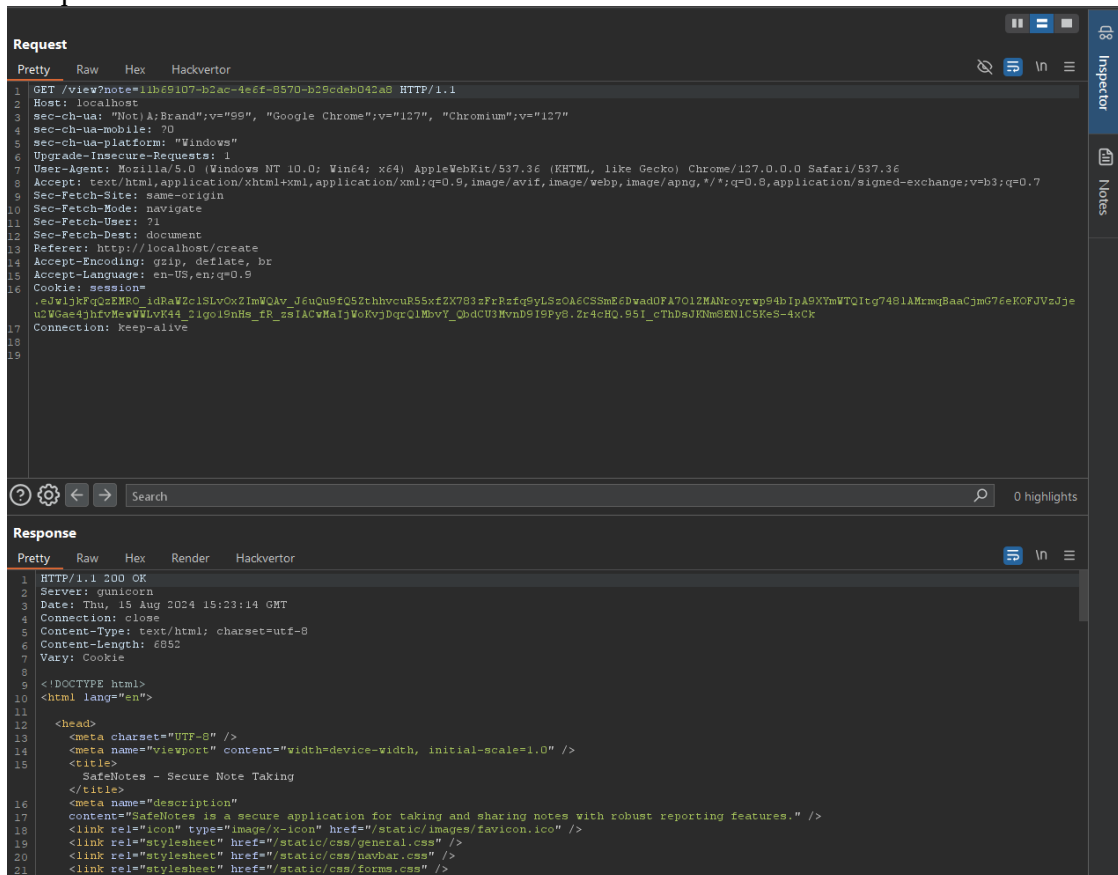 Request
Pretty Raw Hex Hackvertor
\n
1 GET /view?note=11b69107-b2ac-4e6f-8570-b29cdeb042a8 HTTP/1.1
2 Host: localhost
3 sec-ch-ua: "Not)A;Brand";v="99", "Google Chrome";v="127", "Chromium";v="127"
4 sec-ch-ua-mobile: ?0
5 sec-ch-ua-platform: "Windows"
6 Upgrade-Insecure-Requests: 1
7 User-Agent: Mozilla/5.0 (Windows NT 10.0; Win64; x64) AppleWebKit/537.36 (KHTML, like Gecko) Chrome/127.0.0.0 Safari/537.36
8 Accept: text/html,application/xhtml+xml,application/xml;q=0.9,image/avif,image/webp,image/apng,*/*;q=0.8,application/signed-exchange;v=b3;q=0.7
9 Sec-Fetch-Site: same-origin
10 Sec-Fetch-Mode: navigate
11 Sec-Fetch-User: ?1
12 Sec-Fetch-Dest: document
13 Referer: http://localhost/create
14 Accept-Encoding: gzip, deflate, br
15 Accept-Language: en-US,en;q=0.9
16 Cookie: session=
17 Connection: keep-alive
18
19
Inspector
Notes
Search
0 highlights
Response
Pretty Raw Hex Render Hackvertor
\n
1 HTTP/1.1 200 OK
2 Server: gunicorn
3 Date: Thu, 15 Aug 2024 15:23:14 GMT
4 Connection: close
5 Content-Type: text/html; charset=utf-8
6 Content-Length: 6852
7 Vary: Cookie
8
9 <!DOCTYPE html>
10 <html lang="en">
11
12 <head>
13 <meta charset="UTF-8" />
14 <meta name="viewport" content="width=device-width, initial-scale=1.0" />
15 <title>
SafeNotes - Secure Note Taking
</title>
16 <meta name="description"
17 content="SafeNotes is a secure application for taking and sharing notes with robust reporting features." />
18 <link rel="icon" type="image/x-icon" href="/static/images/favicon.ico" />
19 <link rel="stylesheet" href="/static/css/general.css" />
20 <link rel="stylesheet" href="/static/css/navbar.css" />
21 <link rel="stylesheet" href="/static/css/forms.css" />